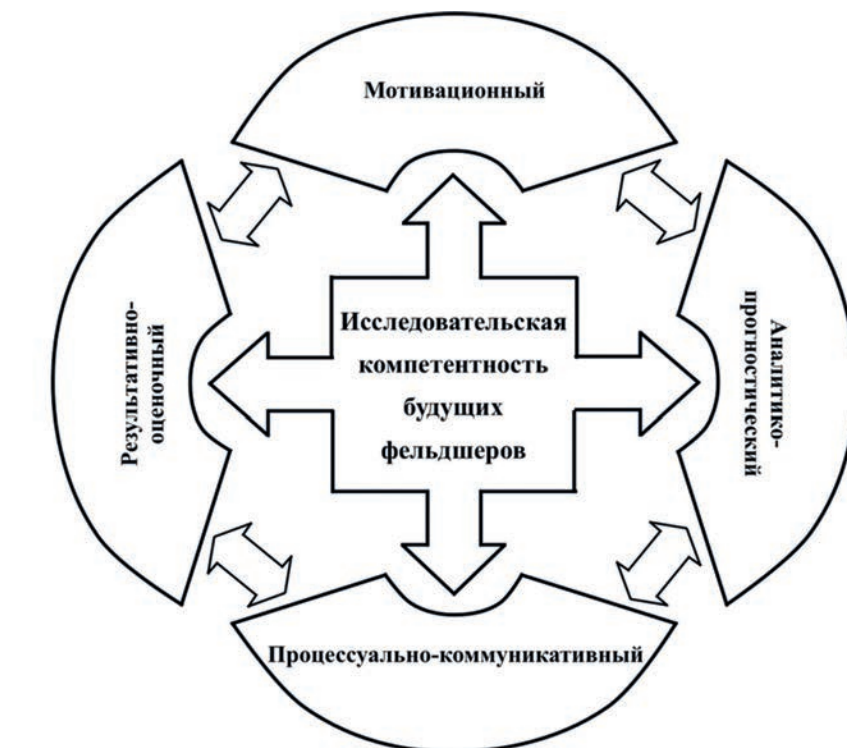 Мотивационный
Результативно-
оценочный
Исследовательская
компетентность
будущих
фельдшеров
Аналитико-
прогностический
Процессуально-коммуникативный